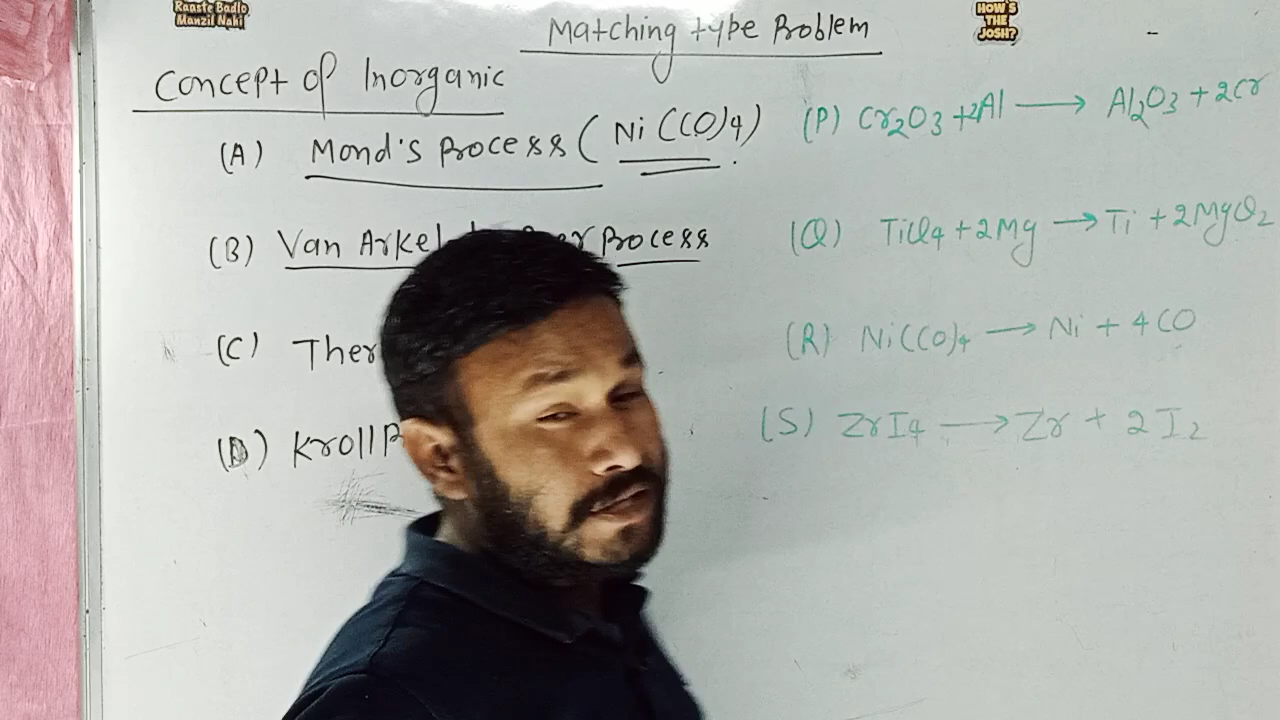 Raaste Badlo
Manzil Nahi
HOW'S
THE
JOSH?
Matching type Problem
Concept of Inorganic
(A) Mond's Process (Ni(CO)4)
(B) Van Arkel Process
(C) Ther
(D) Kroll P
(P) Cr2O3 + 2Al → Al2O3 + 2Cr
(Q) TiCl4 + 2Mg → Ti + 2MgCl2
(R) Ni(CO)4 → Ni + 4CO
(S) ZrI4 → Zr + 2I2